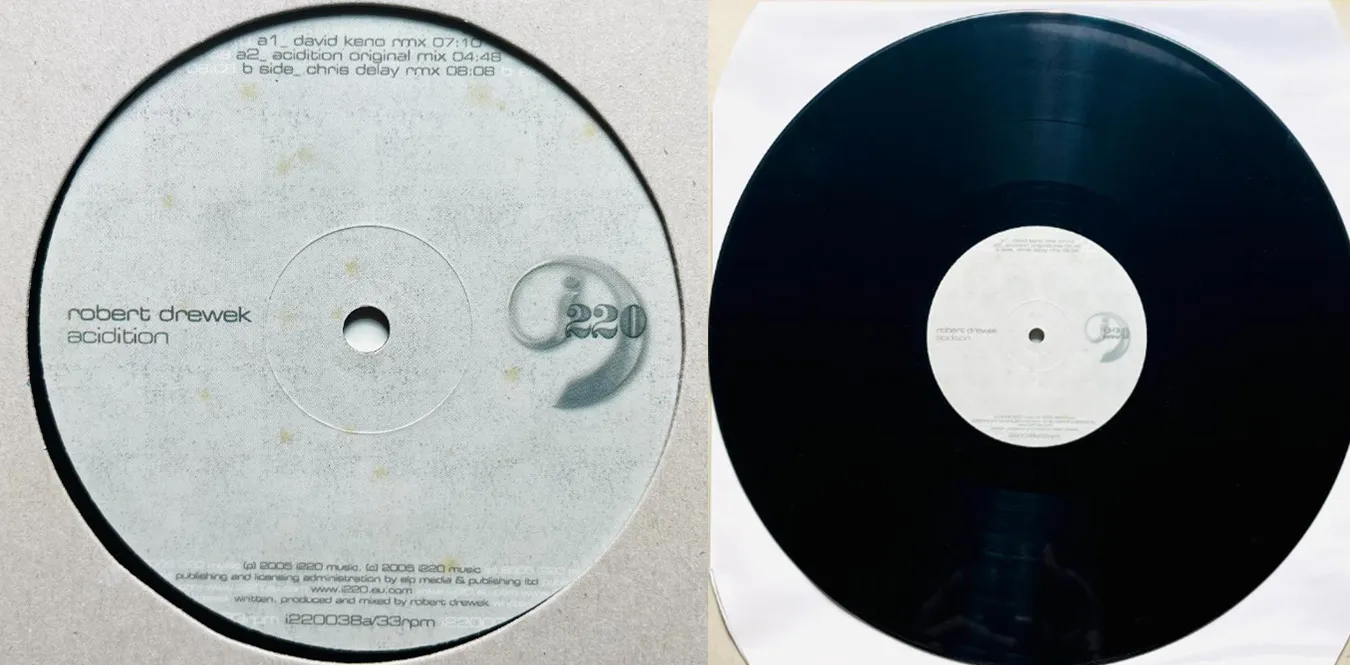 a1_ david keno rmx 07:10
a2_ acidition original mix 04:48
b side_ chris delay rmx 08:08
robert drewek
acidition
i220
(p) 2005 i220 music. (c) 2005 i220 music
publishing and licensing administration by elp media & publishing ltd
www.i220.eu.com
written, produced and mixed by robert drewek
i220038a/33rpm
robert drewek
acidition